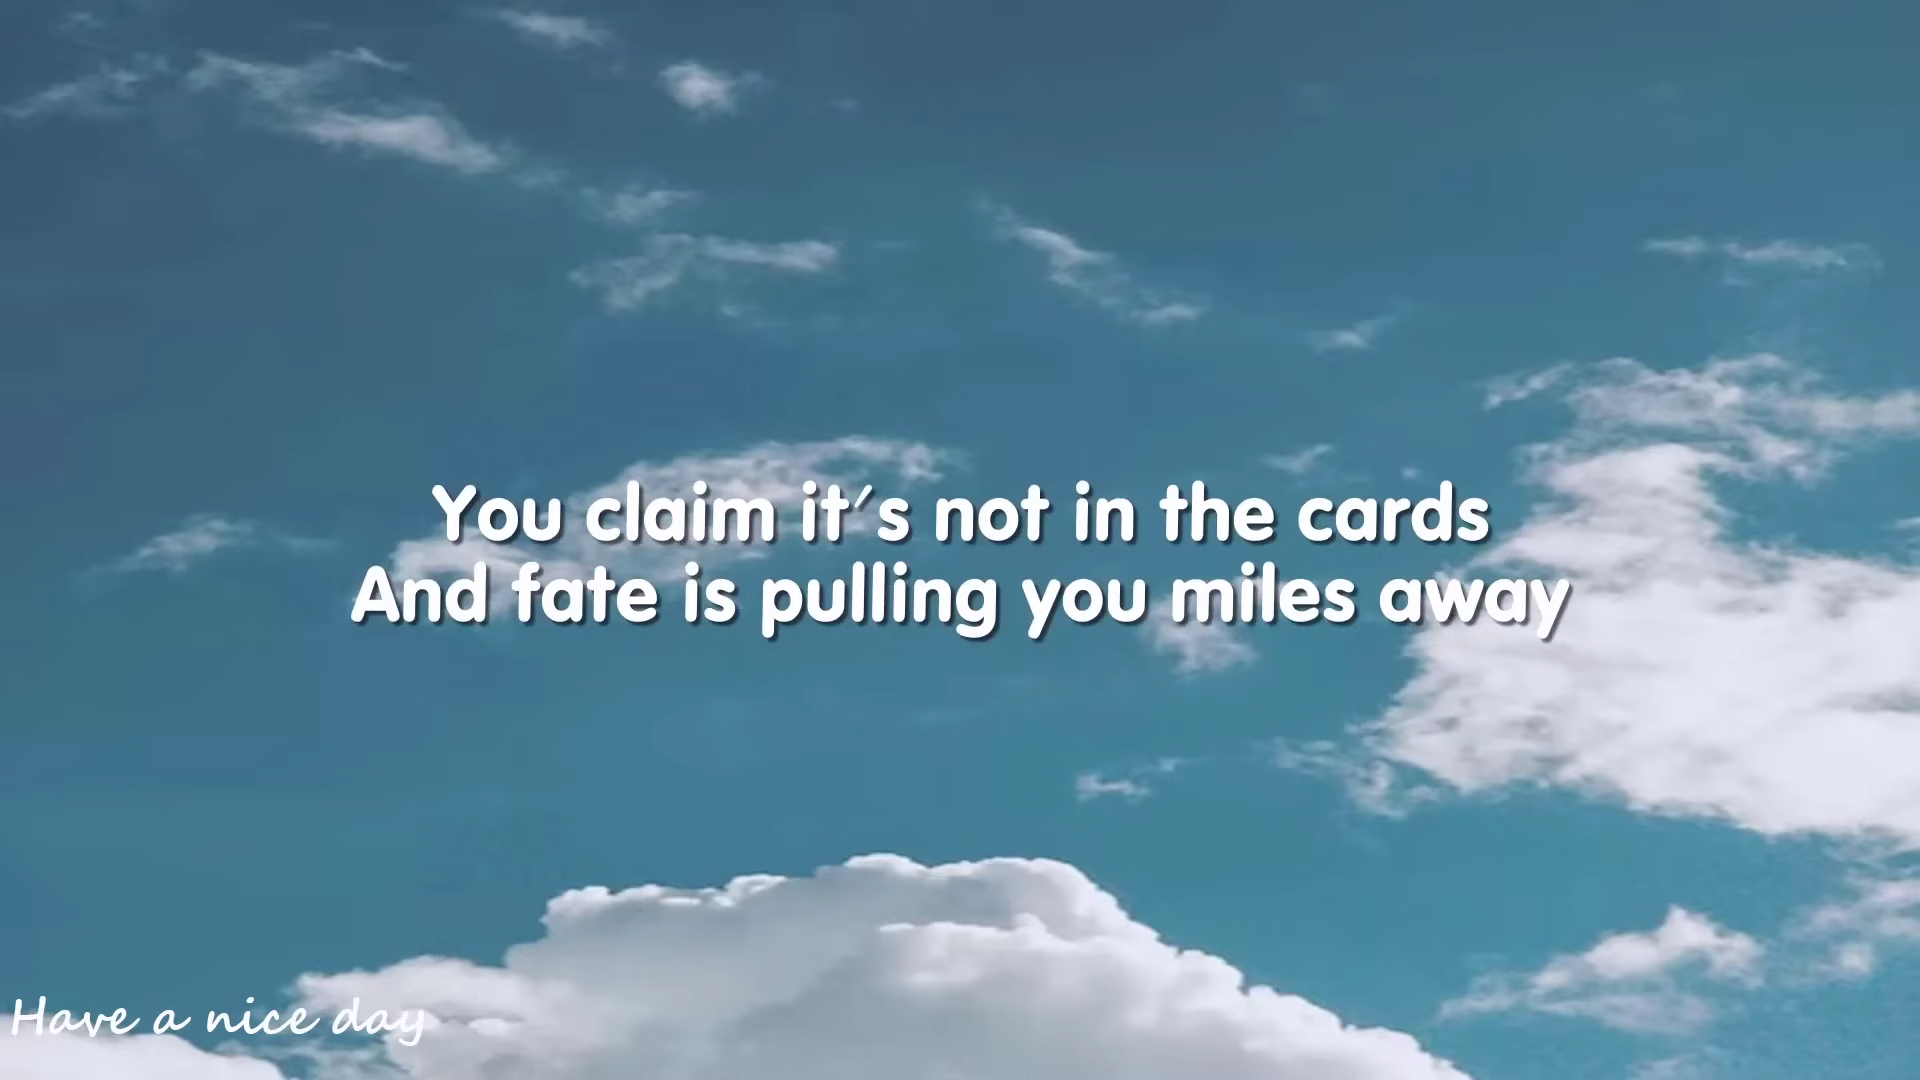 You claim it's not in the cards
And fate is pulling you miles away
Have a nice day